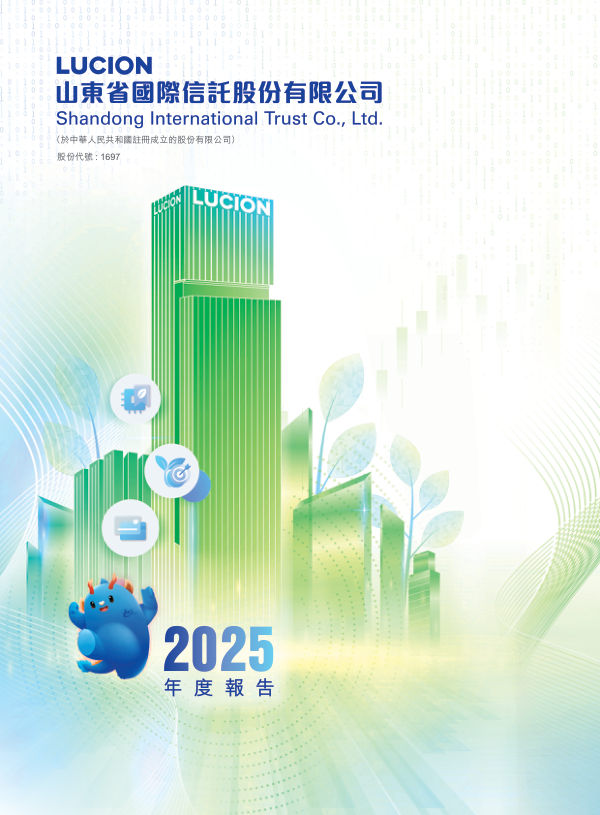 LUCION
山東省國際信託股份有限公司
Shandong International Trust Co., Ltd.
（於中華人民共和國註冊成立的股份有限公司）
股份代號 : 1697
LUCION LUCION
2025
年度報告